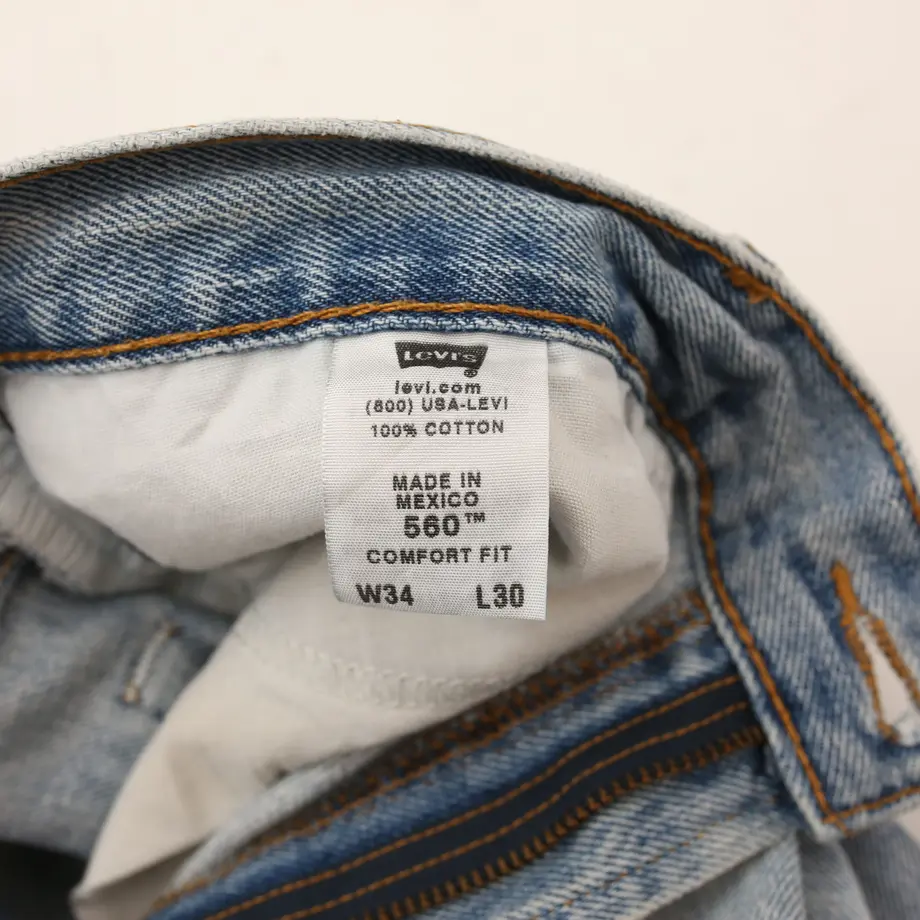 Levi's®
levi.com
(800) USA-LEVI
100% COTTON
MADE IN
MEXICO
560™
COMFORT FIT
W34 L30